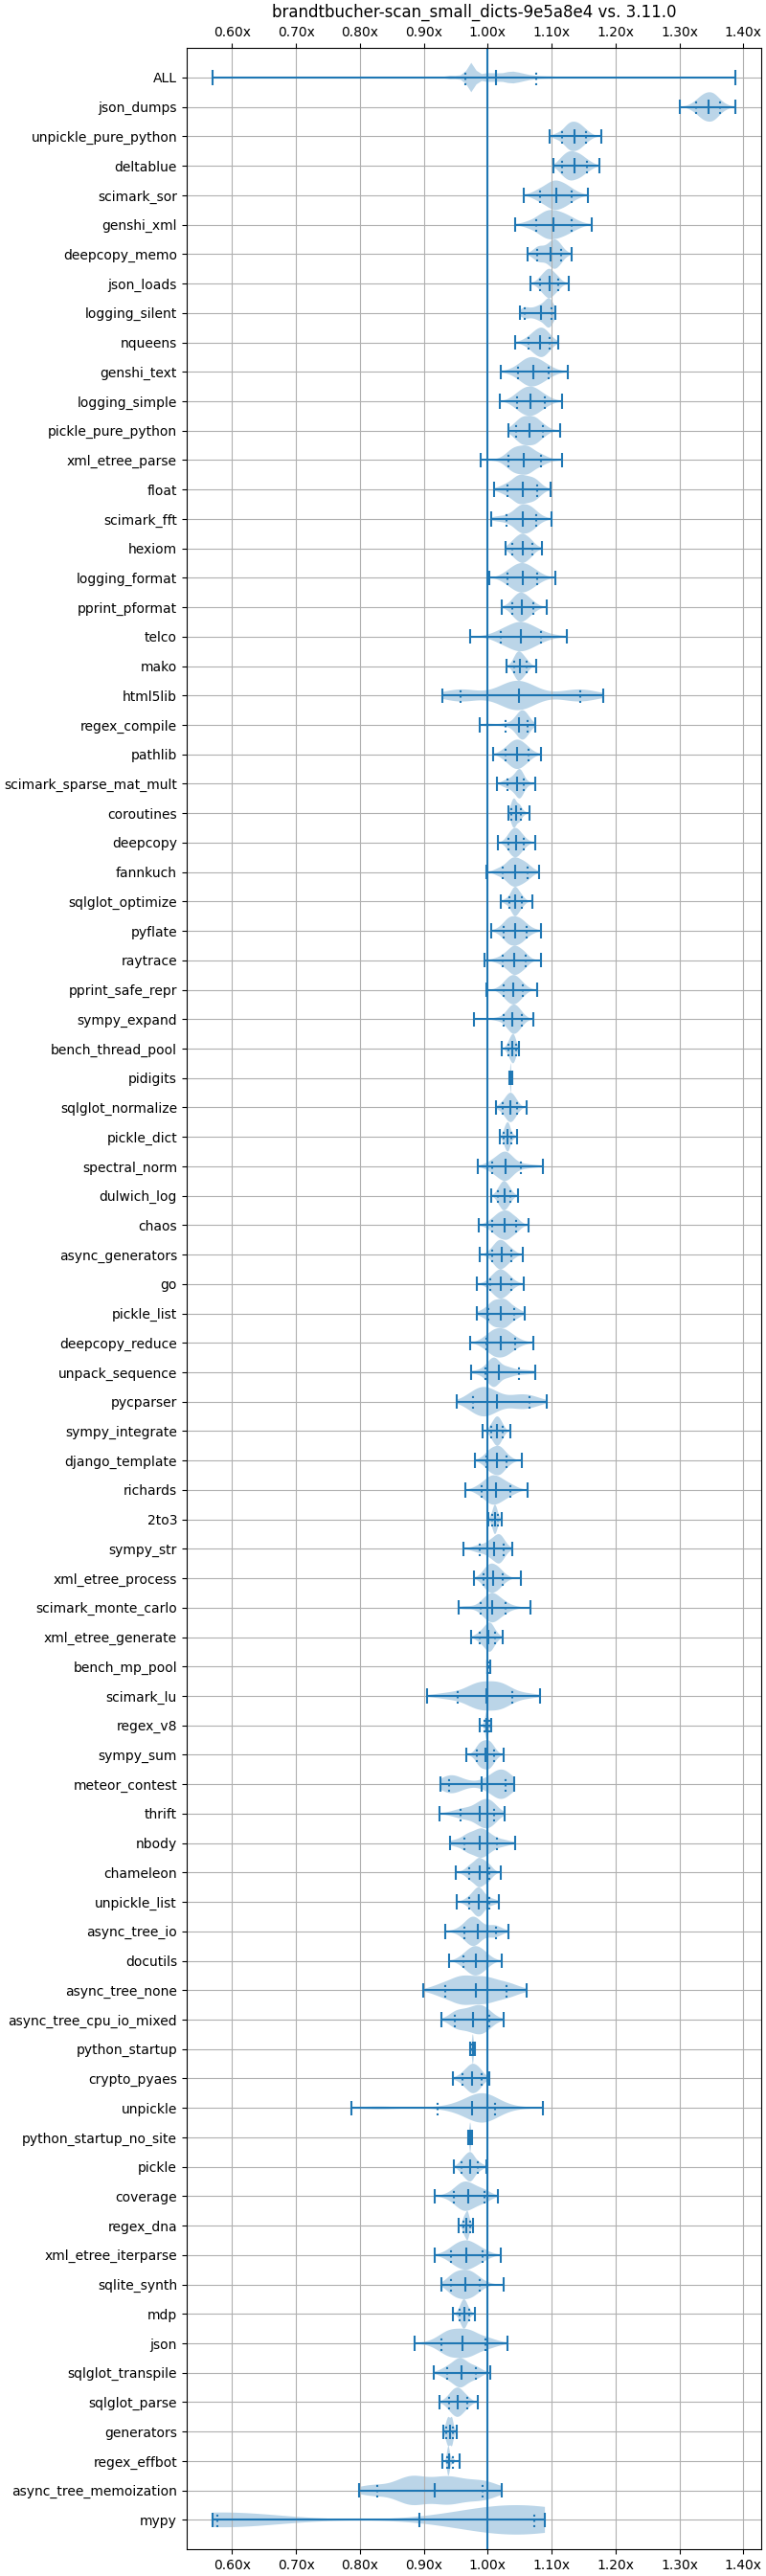 brandtbucher-scan_small_dicts-9e5a8e4 vs. 3.11.0
0.60x 0.70x 0.80x 0.90x 1.00x 1.10x 1.20x 1.30x 1.40x
ALL
json_dumps
unpickle_pure_python
deltablue
scimark_sor
genshi_xml
deepcopy_memo
json_loads
logging_silent
nqueens
genshi_text
logging_simple
pickle_pure_python
xml_etree_parse
float
scimark_fft
hexiom
logging_format
pprint_pformat
telco
mako
html5lib
regex_compile
pathlib
scimark_sparse_mat_mult
coroutines
deepcopy
fannkuch
sqlglot_optimize
pyflate
raytrace
pprint_safe_repr
sympy_expand
bench_thread_pool
pidigits
sqlglot_normalize
pickle_dict
spectral_norm
dulwich_log
chaos
async_generators
go
pickle_list
deepcopy_reduce
unpack_sequence
pycparser
sympy_integrate
django_template
richards
2to3
sympy_str
xml_etree_process
scimark_monte_carlo
xml_etree_generate
bench_mp_pool
scimark_lu
regex_v8
sympy_sum
meteor_contest
thrift
nbody
chameleon
unpickle_list
async_tree_io
docutils
async_tree_none
async_tree_cpu_io_mixed
python_startup
crypto_pyaes
unpickle
python_startup_no_site
pickle
coverage
regex_dna
xml_etree_iterparse
sqlite_synth
mdp
json
sqlglot_transpile
sqlglot_parse
generators
regex_effbot
async_tree_memoization
mypy
0.60x 0.70x 0.80x 0.90x 1.00x 1.10x 1.20x 1.30x 1.40x